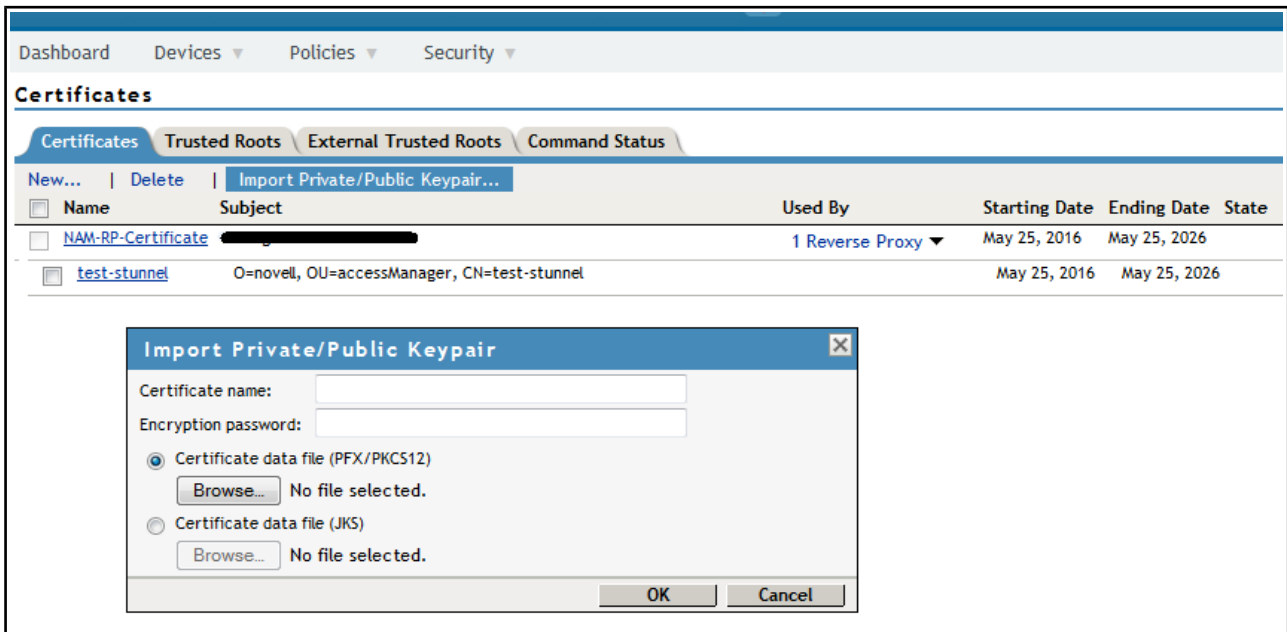 Dashboard Devices Policies Security
Certificates
Certificates Trusted Roots External Trusted Roots Command Status
New... | Delete | Import Private/Public Keypair...
Name Subject Used By Starting Date Ending Date State
NAM-RP-Certificate 1 Reverse Proxy May 25, 2016 May 25, 2026
test-stunnel O=novell, OU=accessManager, CN=test-stunnel May 25, 2016 May 25, 2026
Import Private/Public Keypair
Certificate name:
Encryption password:
Certificate data file (PFX/PKCS12)
Browse... No file selected.
Certificate data file (JKS)
Browse... No file selected.
OK Cancel